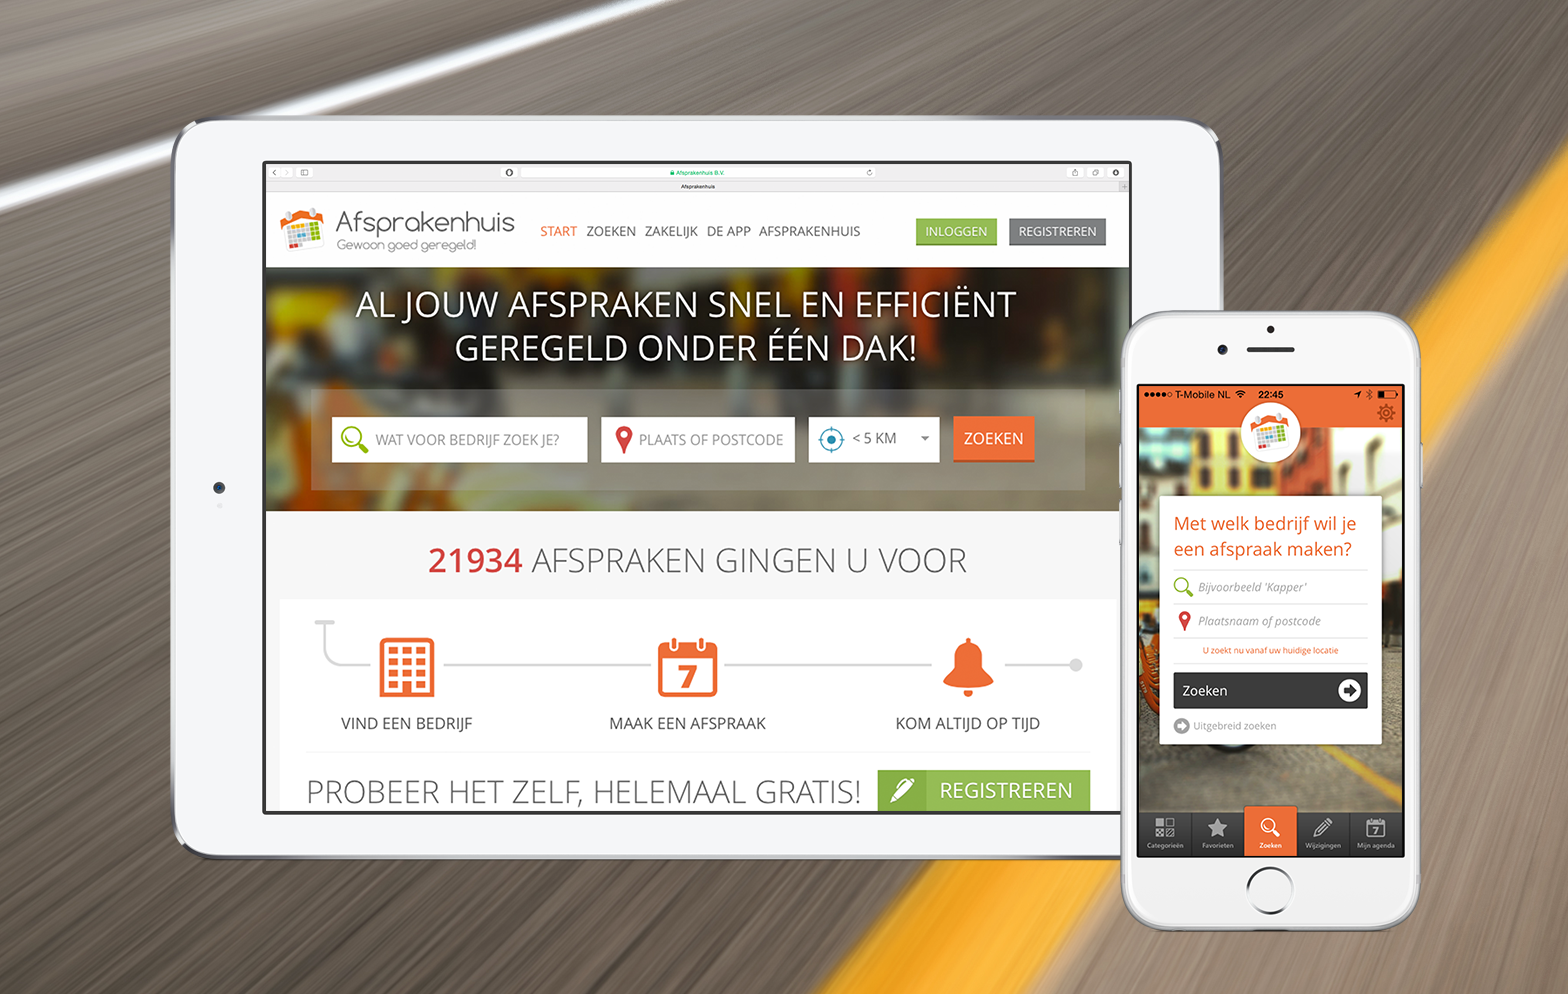 Afsprakenhuis B.V.
Afsprakenhuis
Afsprakenhuis
Gewoon goed geregeld!
START ZOEKEN ZAKELIJK DE APP AFSPRAKENHUIS
INLOGGEN REGISTREREN
AL JOUW AFSPRAKEN SNEL EN EFFICIËNT
GEREGELD ONDER ÉÉN DAK!
WAT VOOR BEDRIJF ZOEK JE? PLAATS OF POSTCODE < 5 KM ZOEKEN
21934 AFSPRAKEN GINGEN U VOOR
7
VIND EEN BEDRIJF MAAK EEN AFSPRAAK KOM ALTIJD OP TIJD
PROBEER HET ZELF, HELEMAAL GRATIS! REGISTREREN
T-Mobile NL 22:45
Met welk bedrijf wil je
een afspraak maken?
Bijvoorbeeld 'Kapper'
Plaatsnaam of postcode
U zoekt nu vanaf uw huidige locatie
Zoeken
Uitgebreid zoeken
7
Categorieën Favorieten Zoeken Wijzigingen Mijn agenda